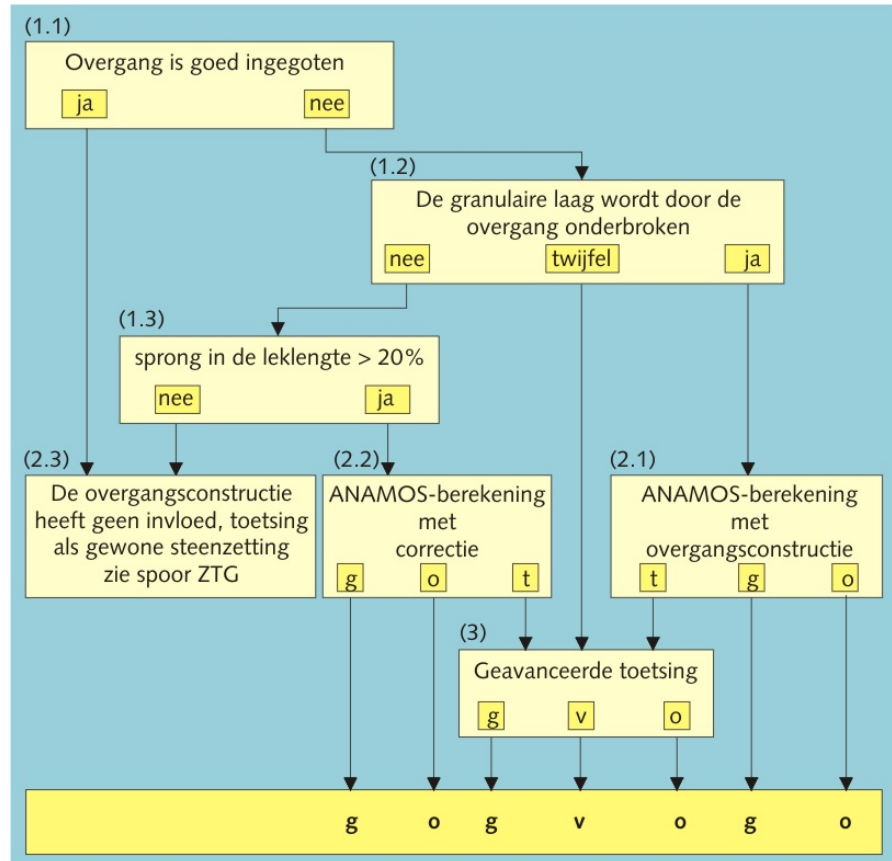 (1.1)
Overgang is goed ingegoten
ja nee
(1.2)
De granulaire laag wordt door de
overgang onderbroken
nee twijfel ja
(1.3)
sprong in de leklengte > 20%
nee ja
(2.3)
De overgangsconstructie
heeft geen invloed, toetsing
als gewone steenzetting
zie spoor ZTG
(2.2)
ANAMOS-berekening
met
correctie
g o t
(2.1)
ANAMOS-berekening
met
overgangsconstructie
t g o
(3)
Geavanceerde toetsing
g v o
g o g v o g o